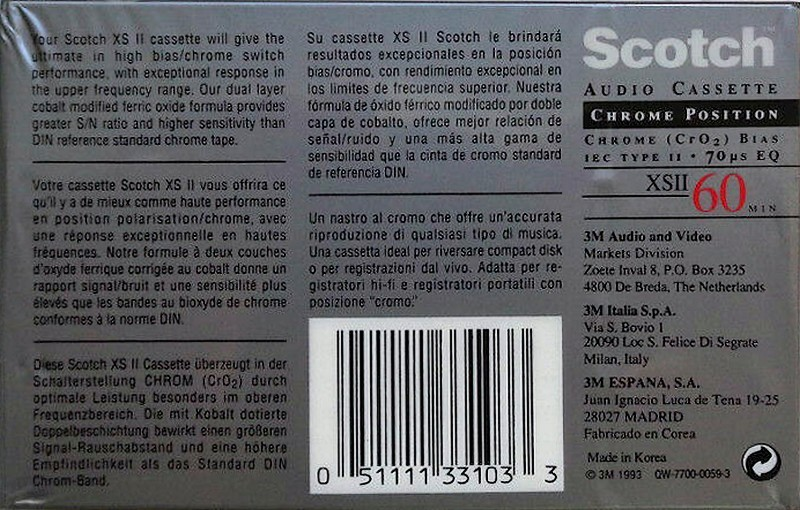 Your Scotch XS II cassette will give the
ultimate in high bias/chrome switch
performance, with exceptional response in
the upper frequency range. Our dual layer
cobalt modified ferric oxide formula provides
greater S/N ratio and higher sensitivity than
DIN reference standard chrome tape.
Votre cassette Scotch XS II vous offrira ce
qu'il y a de mieux comme haute performance
en position polarisation/chrome, avec
une réponse exceptionnelle en hautes
fréquences. Notre formule à deux couches
d'oxyde ferrique corrigée au cobalt donne un
rapport signal/bruit et une sensibilité plus
élevés que les bandes au bioxyde de chrome
conformes à la norme DIN.
Diese Scotch XS II Cassette überzeugt in der
Schalterstellung CHROM (CrO₂) durch
optimale Leistung besonders im oberen
Frequenzbereich. Die mit Kobalt dotierte
Doppelbeschichtung bewirkt einen größeren
Signal-Rauschabstand und eine höhere
Empfindlichkeit als das Standard DIN
Chrom-Band.
Su cassette XS II Scotch le brindará
resultados excepcionales en la posición
bias/cromo, con rendimiento excepcional en
los límites de frecuencia superior. Nuestra
fórmula de óxido férrico modificado por doble
capa de cobalto, ofrece mejor relación de
señal/ruido y una más alta gama de
sensibilidad que la cinta de cromo standard
de referencia DIN.
Un nastro al cromo che offre un'accurata
riproduzione di qualsiasi tipo di musica.
Una cassetta ideal per riversare compact disk
o per registrazioni dal vivo. Adatta per re-
gistratori hi-fi e registratori portatili con
posizione "cromo."
0 51111 33103 3
Scotch™
AUDIO CASSETTE
CHROME POSITION
CHROME (CrO₂) BIAS
IEC TYPE II • 70µs EQ
XSII 60 MIN
3M Audio and Video
Markets Division
Zoete Inval 8, P.O. Box 3235
4800 De Breda, The Netherlands
3M Italia S.p.A.
Via S. Bovio 1
20090 Loc S. Felice Di Segrate
Milan, Italy
3M ESPANA, S.A.
Juan Ignacio Luca de Tena 19-25
28027 MADRID
Fabricado en Corea
Made in Korea
© 3M 1993 QW-7700-0059-3